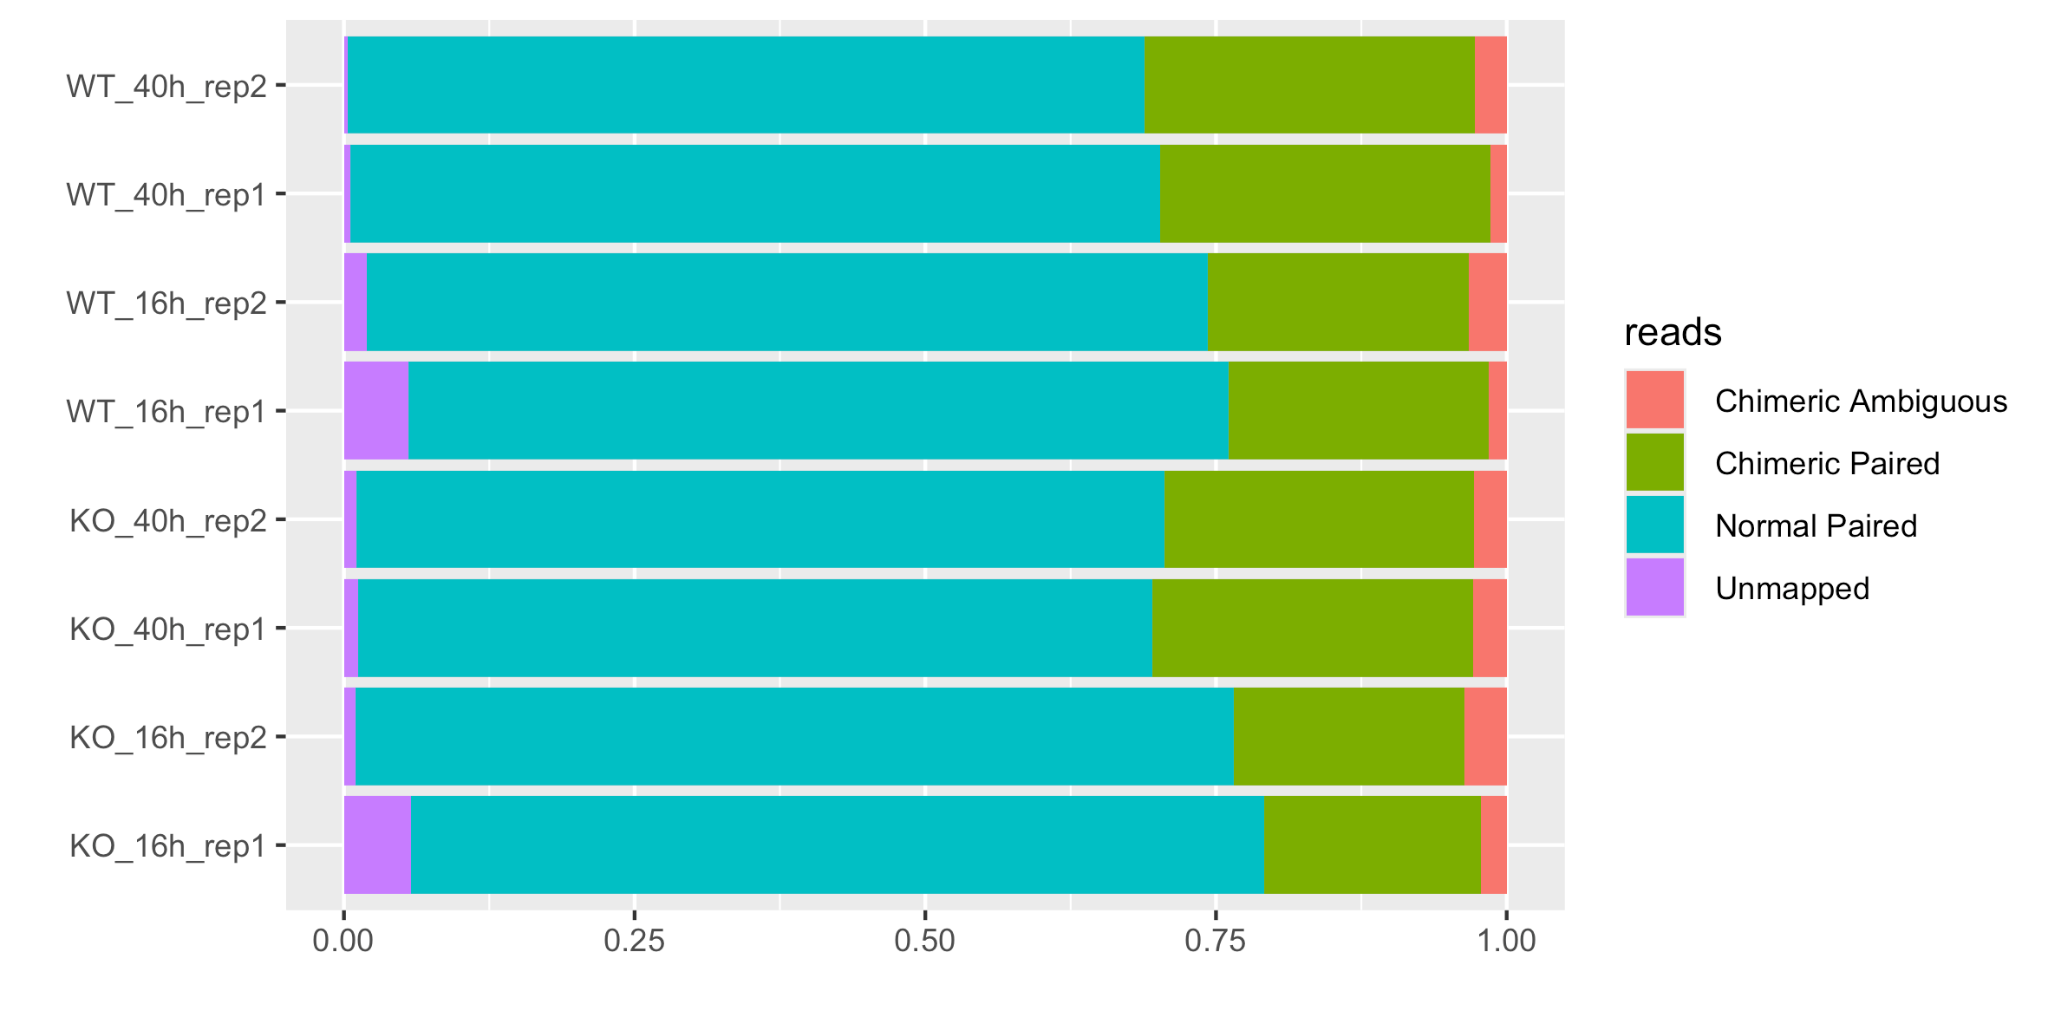 WT_40h_rep2
WT_40h_rep1
WT_16h_rep2
WT_16h_rep1
KO_40h_rep2
KO_40h_rep1
KO_16h_rep2
KO_16h_rep1
0.00 0.25 0.50 0.75 1.00
reads
Chimeric Ambiguous
Chimeric Paired
Normal Paired
Unmapped